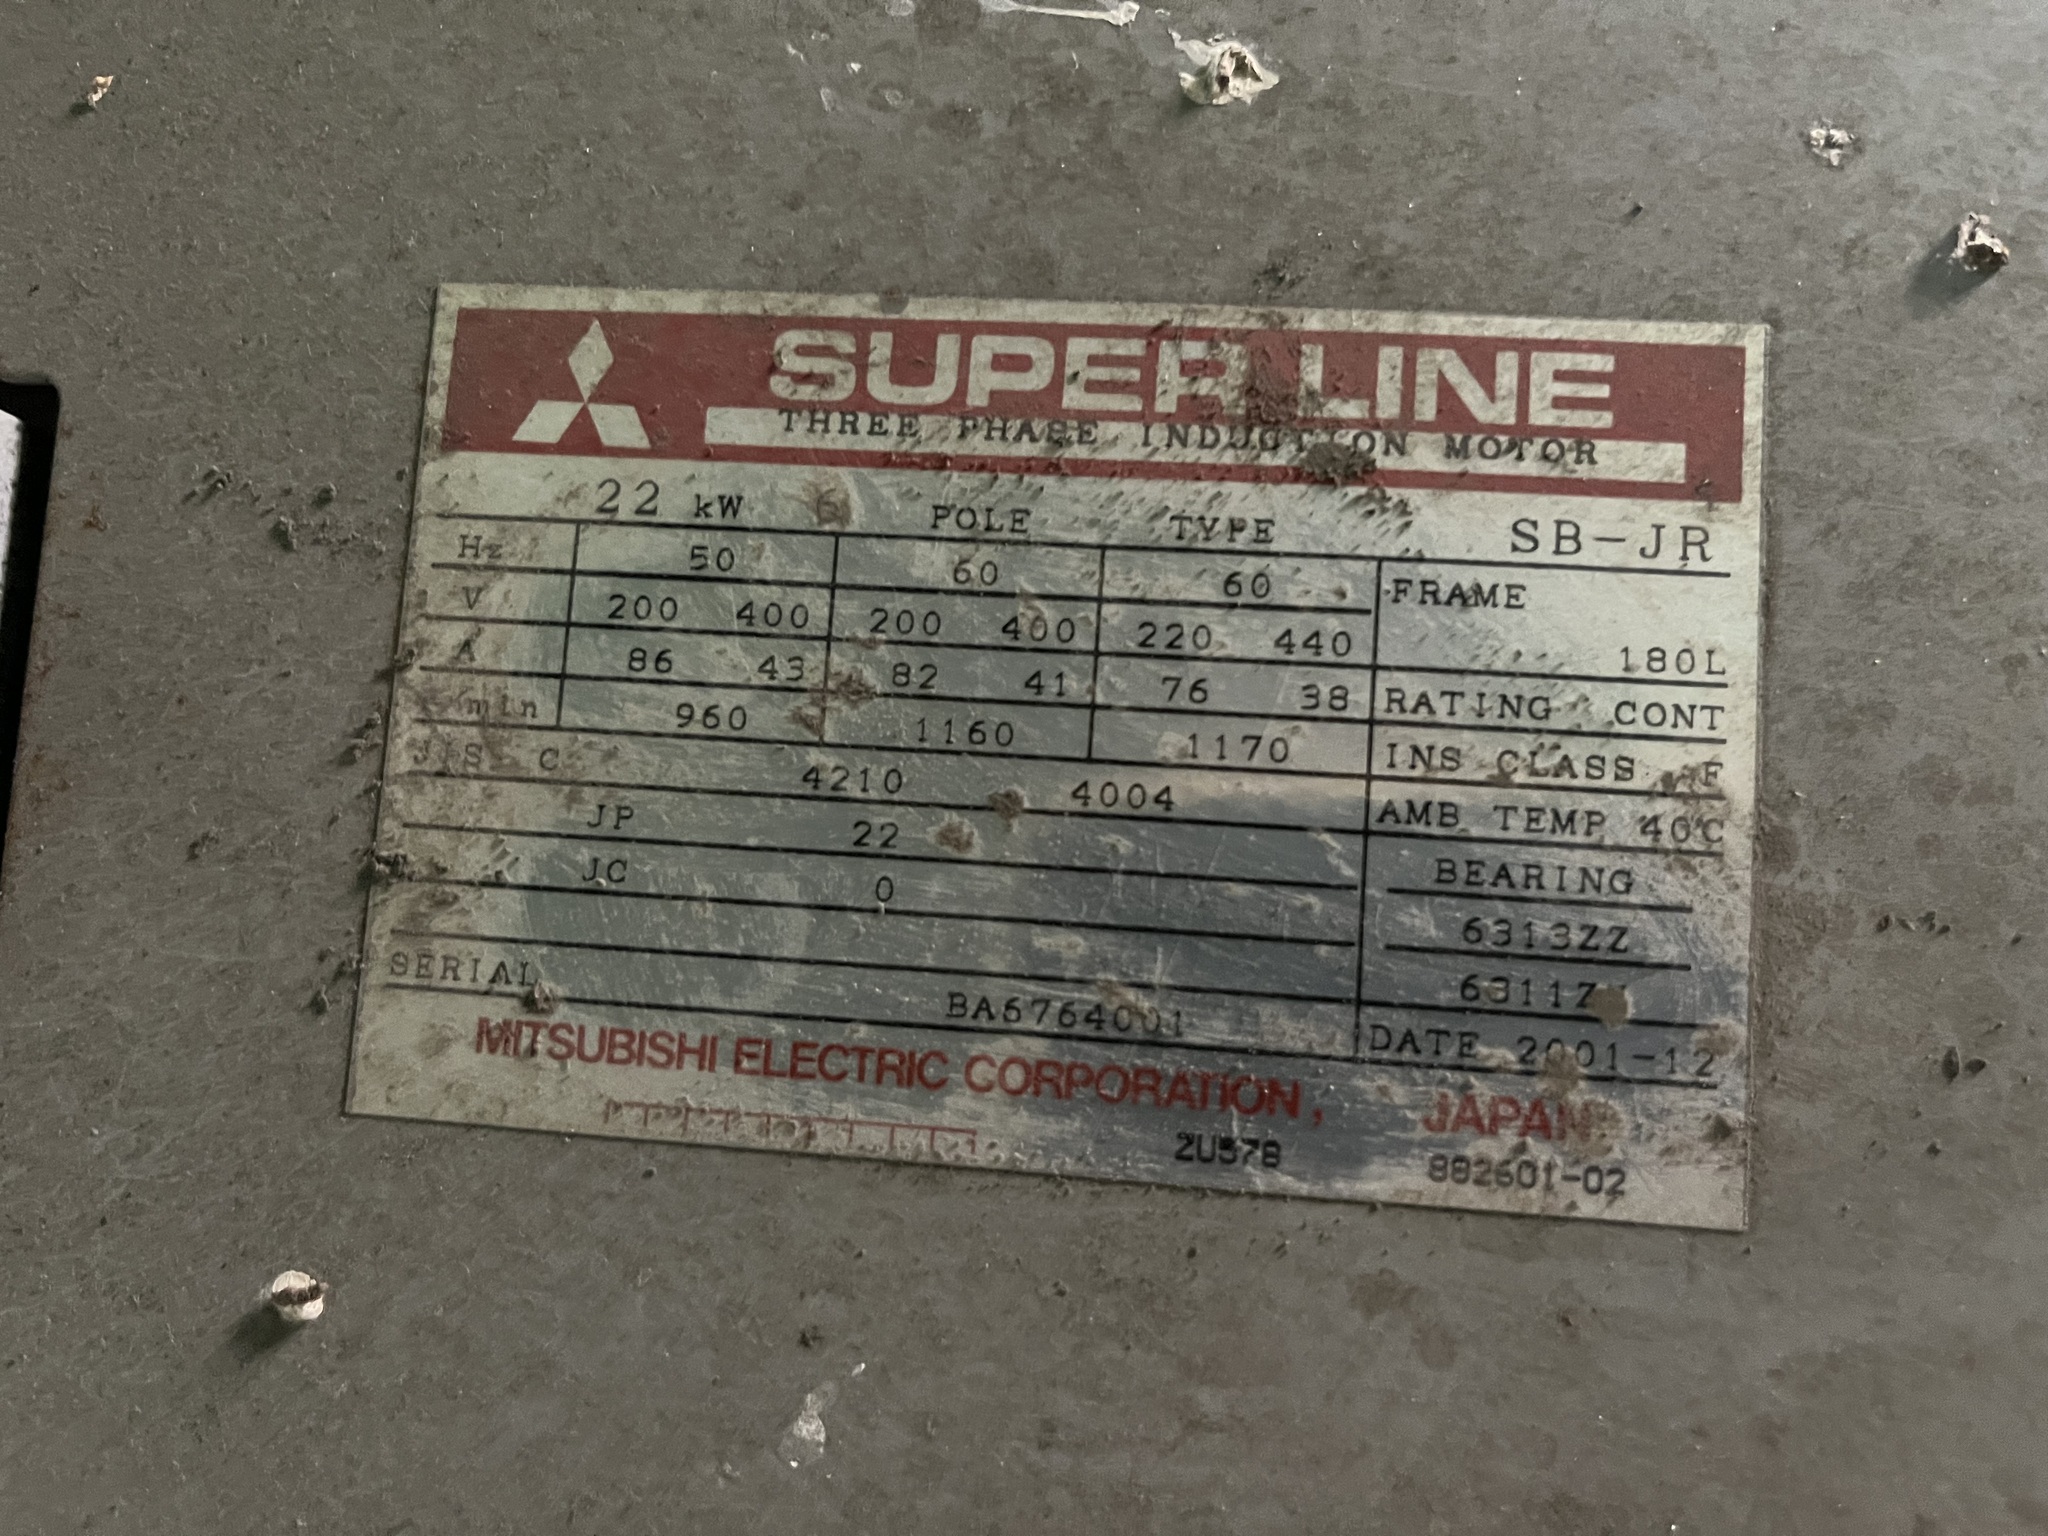 SUPER LINE
THREE PHASE INDUCTION MOTOR
22 kW 6 POLE TYPE SB-JR
Hz 50 60 60 FRAME
V 200 400 200 400 220 440 180L
A 86 43 82 41 76 38 RATING CONT
min 960 1160 1170 INS CLASS F
JIS C 4210 4004 AMB TEMP 40°C
JP 22 BEARING
JC 0 6313ZZ
SERIAL BA6764001 DATE 2001-12
MITSUBISHI ELECTRIC CORPORATION, JAPAN
2U578 882601-02